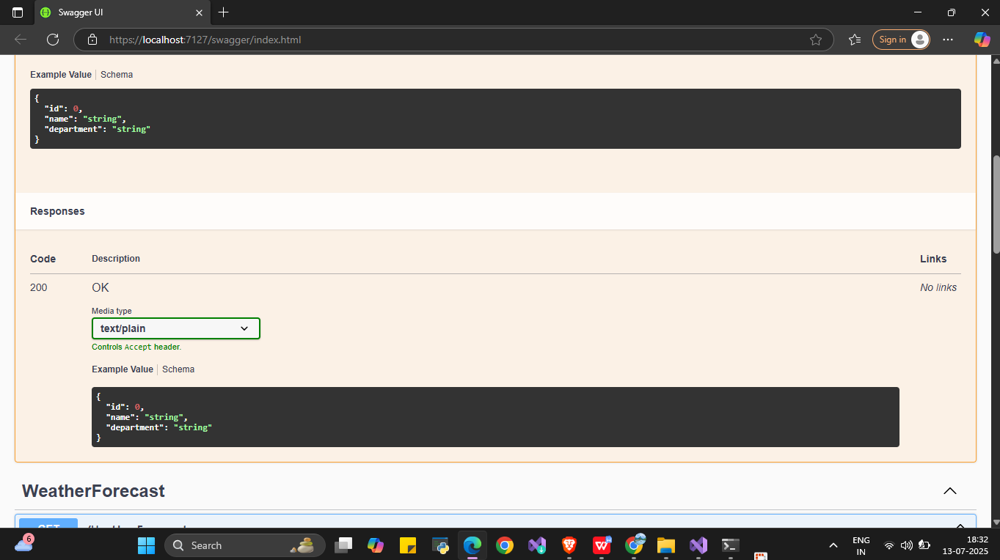 Swagger UI
https://localhost:7127/swagger/index.html
Sign in
Example Value
Schema
{
"id": 0,
"name": "string",
"department": "string"
}
Responses
Code
Description
Links
200
OK
No links
Media type
text/plain
Controls Accept header.
Example Value
Schema
{
"id": 0,
"name": "string",
"department": "string"
}
WeatherForecast
GET
/WeatherForecast
6
Search
ENG
IN
18:32
13-07-2025